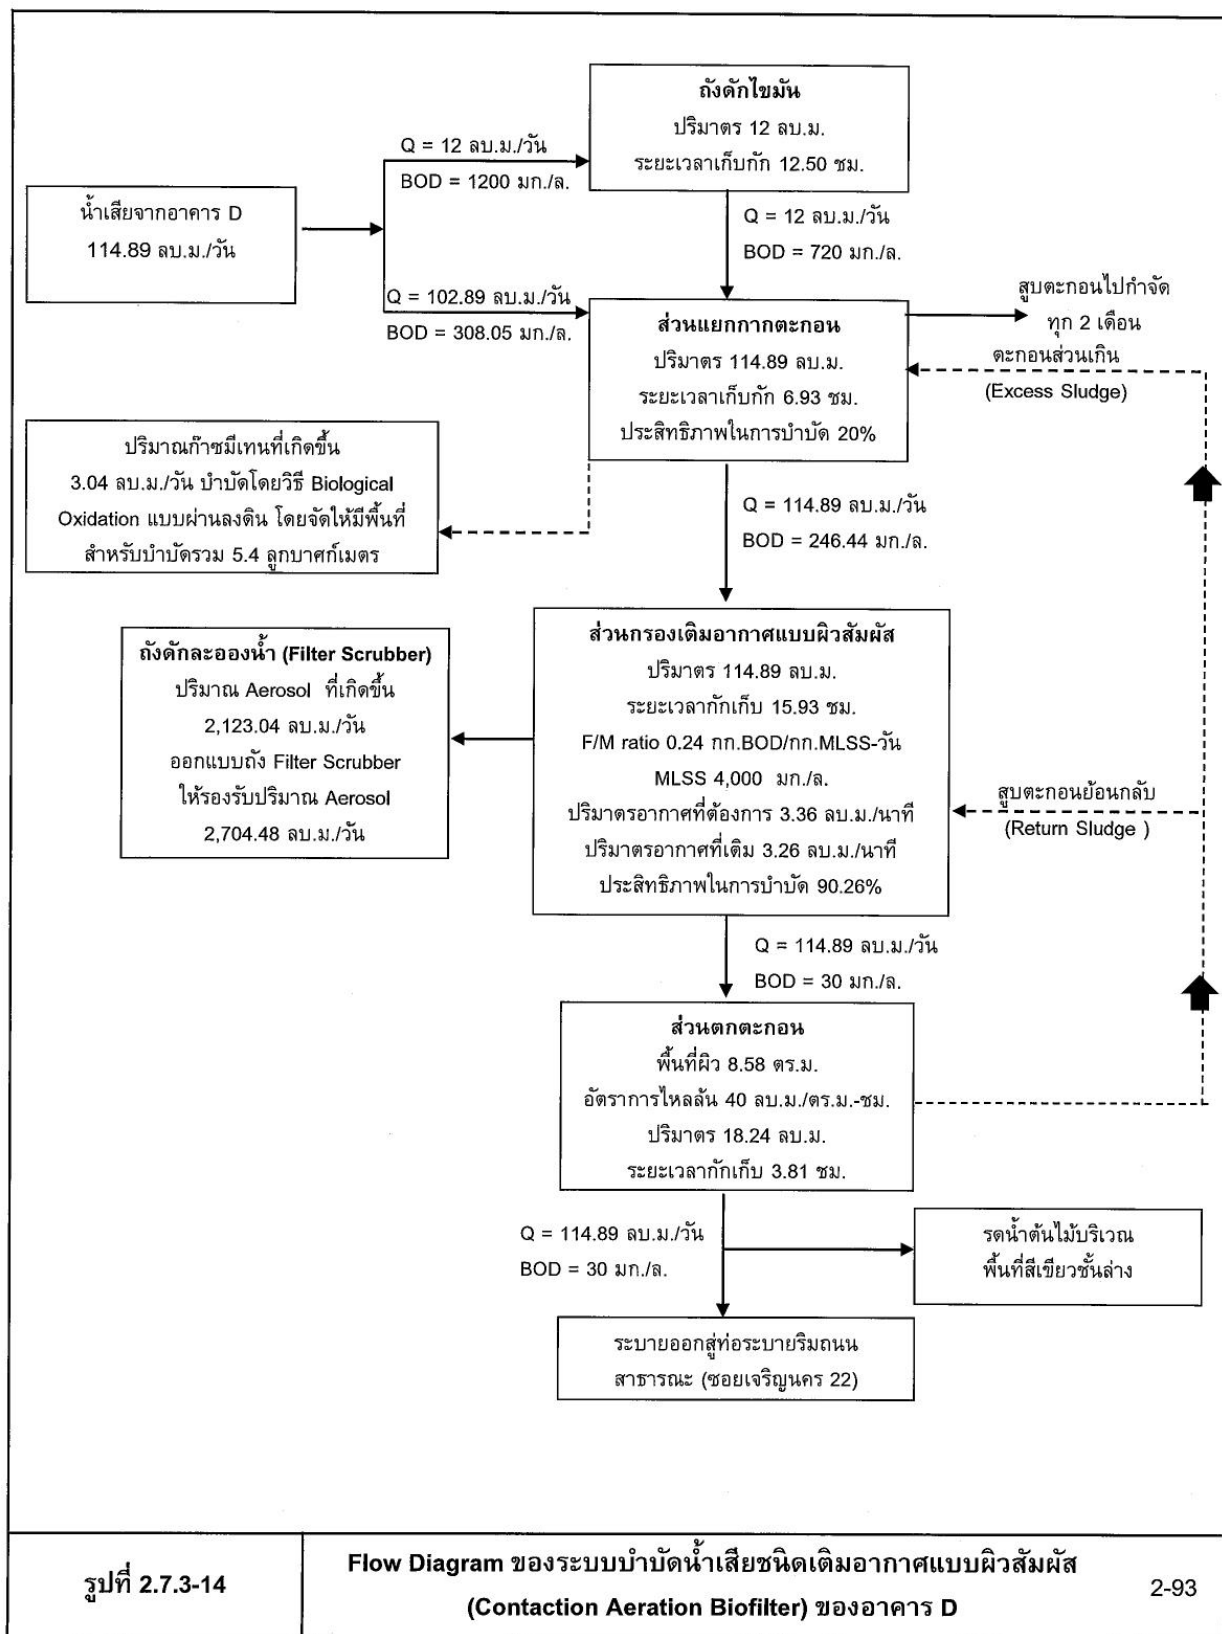 ถังดักไขมัน
ปริมาตร 12 ลบ.ม.
ระยะเวลาเก็บกัก 12.50 ชม.
Q = 12 ลบ.ม./วัน
BOD = 1200 มก./ล.
น้ำเสียจากอาคาร D
114.89 ลบ.ม./วัน
Q = 12 ลบ.ม./วัน
BOD = 720 มก./ล.
Q = 102.89 ลบ.ม./วัน
BOD = 308.05 มก./ล.
ส่วนแยกกากตะกอน
ปริมาตร 114.89 ลบ.ม.
ระยะเวลาเก็บกัก 6.93 ชม.
ประสิทธิภาพในการบำบัด 20%
สูบตะกอนไปกำจัด
ทุก 2 เดือน
ตะกอนส่วนเกิน
(Excess Sludge)
ปริมาณก๊าซมีเทนที่เกิดขึ้น
3.04 ลบ.ม./วัน บำบัดโดยวิธี Biological
Oxidation แบบผ่านลงดิน โดยจัดให้มีพื้นที่
สำหรับบำบัดรวม 5.4 ลูกบาศก์เมตร
Q = 114.89 ลบ.ม./วัน
BOD = 246.44 มก./ล.
ส่วนกรองเติมอากาศแบบผิวสัมผัส
ปริมาตร 114.89 ลบ.ม.
ระยะเวลากักเก็บ 15.93 ชม.
F/M ratio 0.24 กก.BOD/กก.MLSS-วัน
MLSS 4,000 มก./ล.
ปริมาตรอากาศที่ต้องการ 3.36 ลบ.ม./นาที
ปริมาตรอากาศที่เติม 3.26 ลบ.ม./นาที
ประสิทธิภาพในการบำบัด 90.26%
ถังดักละอองน้ำ (Filter Scrubber)
ปริมาณ Aerosol ที่เกิดขึ้น
2,123.04 ลบ.ม./วัน
ออกแบบถัง Filter Scrubber
ให้รองรับปริมาณ Aerosol
2,704.48 ลบ.ม./วัน
สูบตะกอนย้อนกลับ
(Return Sludge )
Q = 114.89 ลบ.ม./วัน
BOD = 30 มก./ล.
ส่วนตกตะกอน
พื้นที่ผิว 8.58 ตร.ม.
อัตราการไหลล้น 40 ลบ.ม./ตร.ม.-ชม.
ปริมาตร 18.24 ลบ.ม.
ระยะเวลากักเก็บ 3.81 ชม.
Q = 114.89 ลบ.ม./วัน
BOD = 30 มก./ล.
รดน้ำต้นไม้บริเวณ
พื้นที่สีเขียวชั้นล่าง
ระบายออกสู่ท่อระบายริมถนน
สาธารณะ (ซอยเจริญนคร 22)
รูปที่ 2.7.3-14
Flow Diagram ของระบบบำบัดน้ำเสียชนิดเติมอากาศแบบผิวสัมผัส
(Contaction Aeration Biofilter) ของอาคาร D
2-93